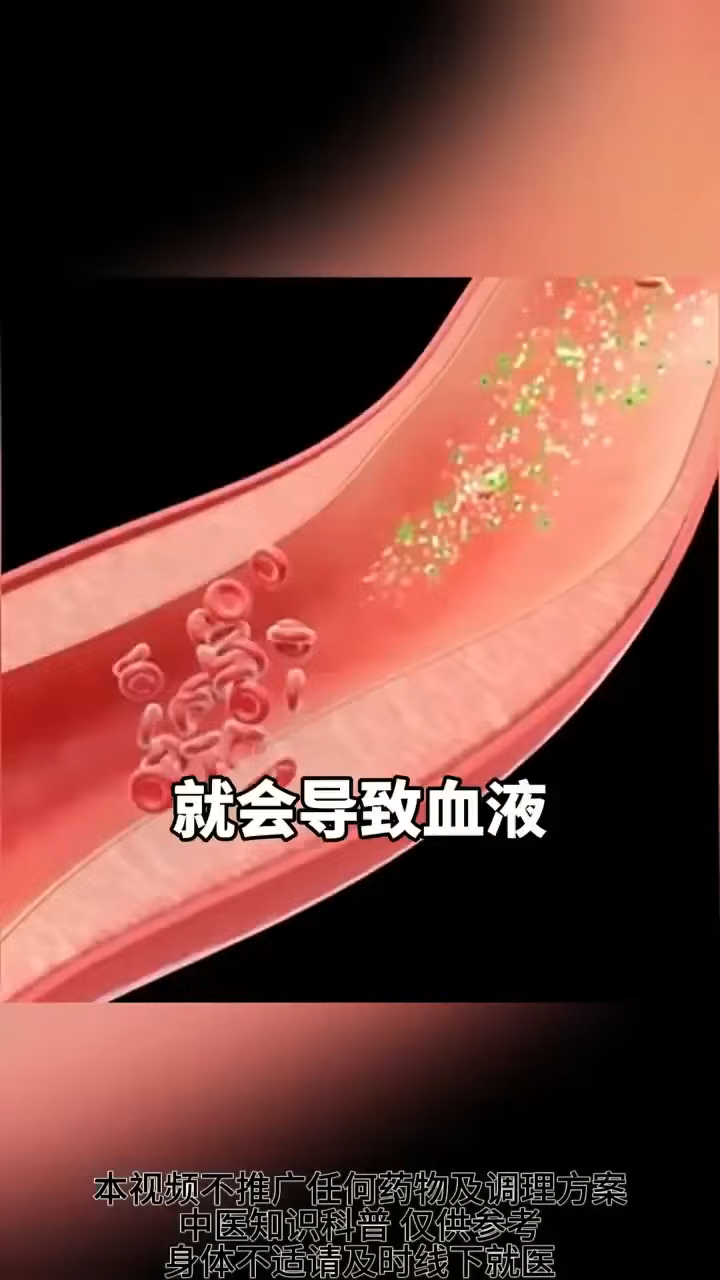 就会导致血液
本视频不推广任何药物及调理方案
中医知识科普 仅供参考
身体不适请及时线下就医